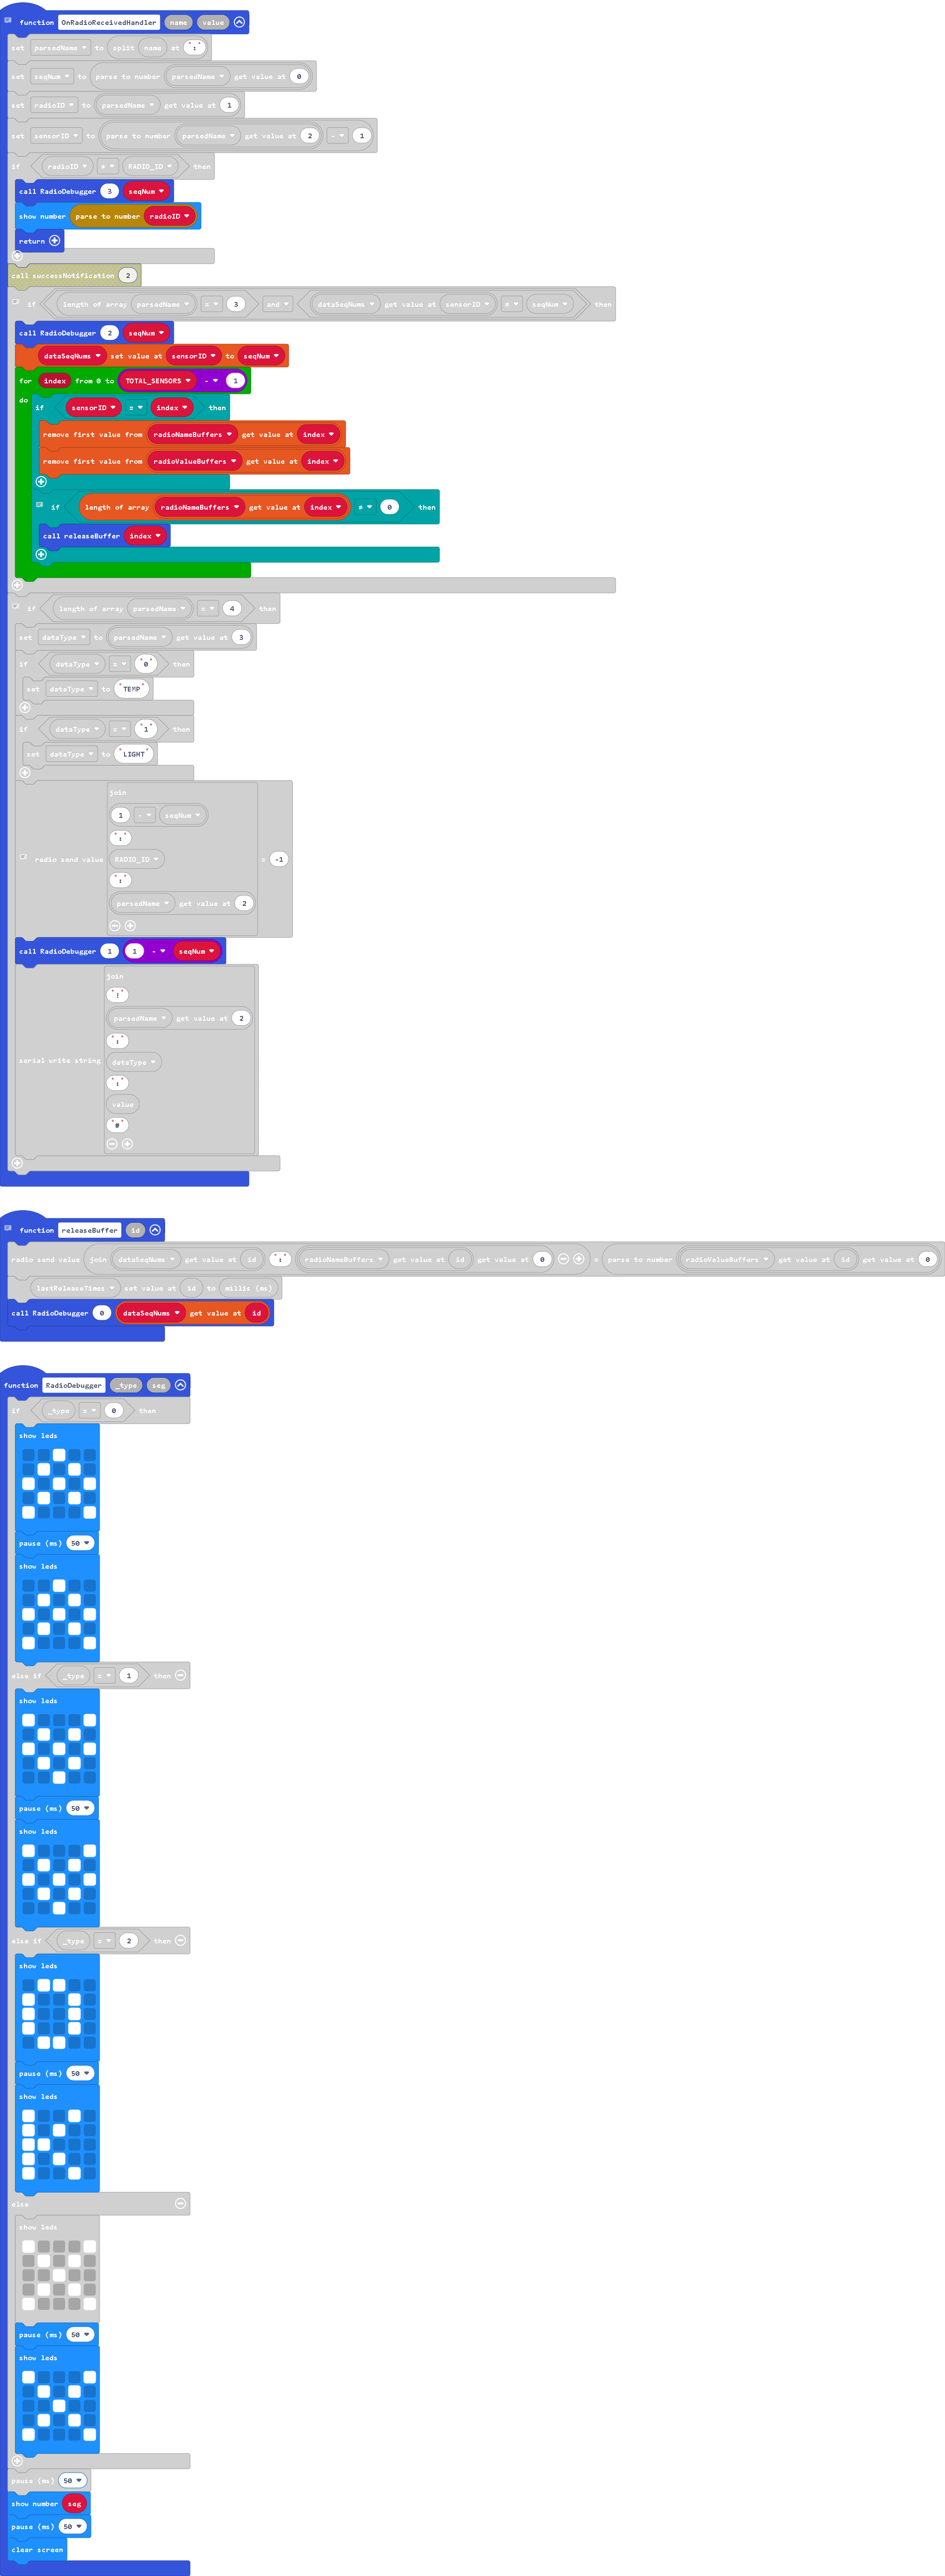 function OnRadioReceivedHandler name value
set parsedName to split name at ":"
set seqNum to parse to number parsedName get value at 0
set radioID to parsedName get value at 1
set sensorID to parse to number parsedName get value at 2 - 1
if radioID ≠ RADIO_ID then
call RadioDebugger 3 seqNum
show number parse to number radioID
return
call successNotification 2
if length of array parsedName = 3 and dataSeqNums get value at sensorID ≠ seqNum then
call RadioDebugger 2 seqNum
dataSeqNums set value at sensorID to seqNum
for index from 0 to TOTAL_SENSORS - 1
do
if sensorID = index then
remove first value from radioNameBuffers get value at index
remove first value from radioValueBuffers get value at index
if length of array radioNameBuffers get value at index ≠ 0 then
call releaseBuffer index
if length of array parsedName = 4 then
set dataType to parsedName get value at 3
if dataType = "0" then
set dataType to "TEMP"
if dataType = "1" then
set dataType to "LIGHT"
join
1 - seqNum
":"
radio send value RADIO_ID = -1
":"
parsedName get value at 2
call RadioDebugger 1 1 - seqNum
join
"!"
parsedName get value at 2
":"
serial write string dataType
":"
value
"#"
function releaseBuffer id
radio send value join dataSeqNums get value at id ":" radioNameBuffers get value at id get value at 0 = parse to number radioValueBuffers get value at id get value at 0
lastReleaseTimes set value at id to millis (ms)
call RadioDebugger 0 dataSeqNums get value at id
function RadioDebugger _type seg
if _type = 0 then
show leds
pause (ms) 50
show leds
else if _type = 1 then
show leds
pause (ms) 50
show leds
else if _type = 2 then
show leds
pause (ms) 50
show leds
else
show leds
pause (ms) 50
show leds
pause (ms) 50
show number seg
pause (ms) 50
clear screen